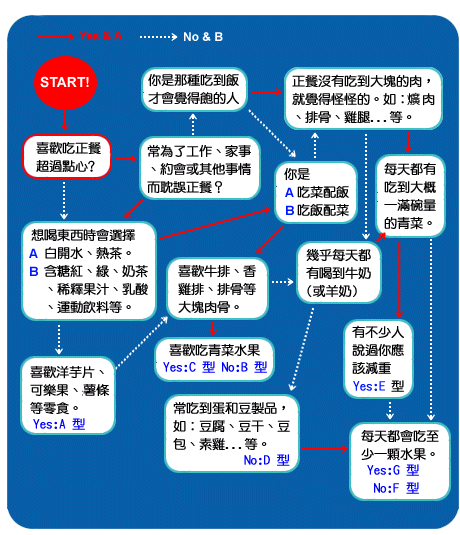 Yes & A
No & B
START!
你是那種吃到飯
才會覺得飽的人
正餐沒有吃到大塊的肉，
就覺得怪怪的。如：爌肉
、排骨、雞腿...等。
喜歡吃正餐
超過點心?
常為了工作、家事
、約會或其他事情
而耽誤正餐？
你是
A 吃菜配飯
B 吃飯配菜
每天都有
吃到大概
一滿碗量
的青菜。
想喝東西時會選擇
A 白開水、熱茶。
B 含糖紅、綠、奶茶
、稀釋果汁、乳酸
、運動飲料等。
喜歡牛排、香
雞排、排骨等
大塊肉骨。
幾乎每天都
有喝到牛奶
(或羊奶)
喜歡吃青菜水果
Yes:C 型 No:B 型
有不少人
說過你應
該減重
Yes:E 型
喜歡洋芋片、
可樂果、薯條
等零食。
Yes:A 型
常吃到蛋和豆製品，
如：豆腐、豆干、豆
包、素雞...等。
No:D 型
每天都會吃至
少一顆水果。
Yes:G 型
No:F 型